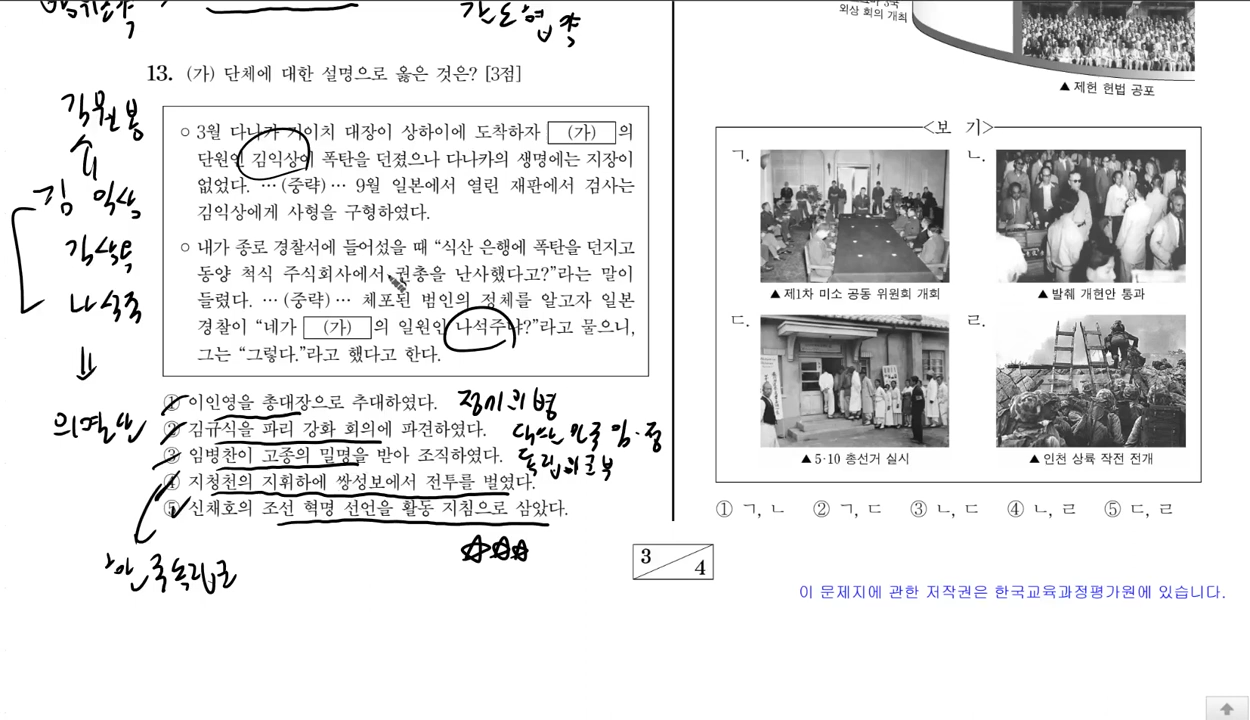 간도협약
13. (가) 단체에 대한 설명으로 옳은 것은? [3점]
○ 3월 다나카 기이치 대장이 상하이에 도착하자 (가) 의
단원인 김익상이 폭탄을 던졌으나 다나카의 생명에는 지장이
없었다. … (중략) … 9월 일본에서 열린 재판에서 검사는
김익상에게 사형을 구형하였다.
○ 내가 종로 경찰서에 들어섰을 때 “식산 은행에 폭탄을 던지고
동양 척식 주식회사에서 권총을 난사했다고?”라는 말이
들렸다. … (중략) … 체포된 범인의 정체를 알고자 일본
경찰이 “네가 (가) 의 일원인 나석주냐?”라고 물으니,
그는 “그렇다.”라고 했다고 한다.
김원봉
김익상
김상옥
나석주
⇓
의열단
① 이인영을 총대장으로 추대하였다. 정미의병
② 김규식을 파리 강화 회의에 파견하였다. 대한민국 임·정
③ 임병찬이 고종의 밀명을 받아 조직하였다. 독립의군부
④ 지청천의 지휘하에 쌍성보에서 전투를 벌였다.
⑤ 신채호의 조선 혁명 선언을 활동 지침으로 삼았다.
☆☆☆
한국독립군
3
4
외상 회의 개최
▲ 제헌 헌법 공포
<보 기>
ㄱ.
ㄴ.
▲ 제1차 미소 공동 위원회 개회
▲ 발췌 개헌안 통과
ㄷ.
ㄹ.
▲ 5·10 총선거 실시
▲ 인천 상륙 작전 전개
① ㄱ, ㄴ ② ㄱ, ㄷ ③ ㄴ, ㄷ ④ ㄴ, ㄹ ⑤ ㄷ, ㄹ
이 문제지에 관한 저작권은 한국교육과정평가원에 있습니다.